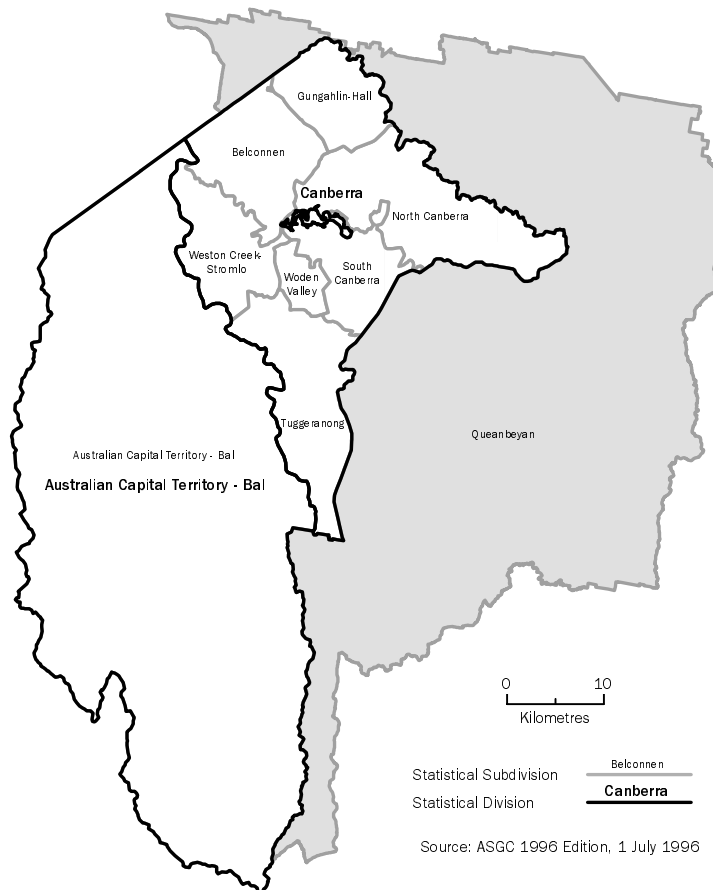 Gungahlin-Hall
Belconnen
Canberra
North Canberra
Weston Creek-
Stromlo
Woden
Valley
South
Canberra
Tuggeranong
Queanbeyan
Australian Capital Territory - Bal
Australian Capital Territory - Bal
0 10
Kilometres
Statistical Subdivision Belconnen
Statistical Division Canberra
Source: ASGC 1996 Edition, 1 July 1996